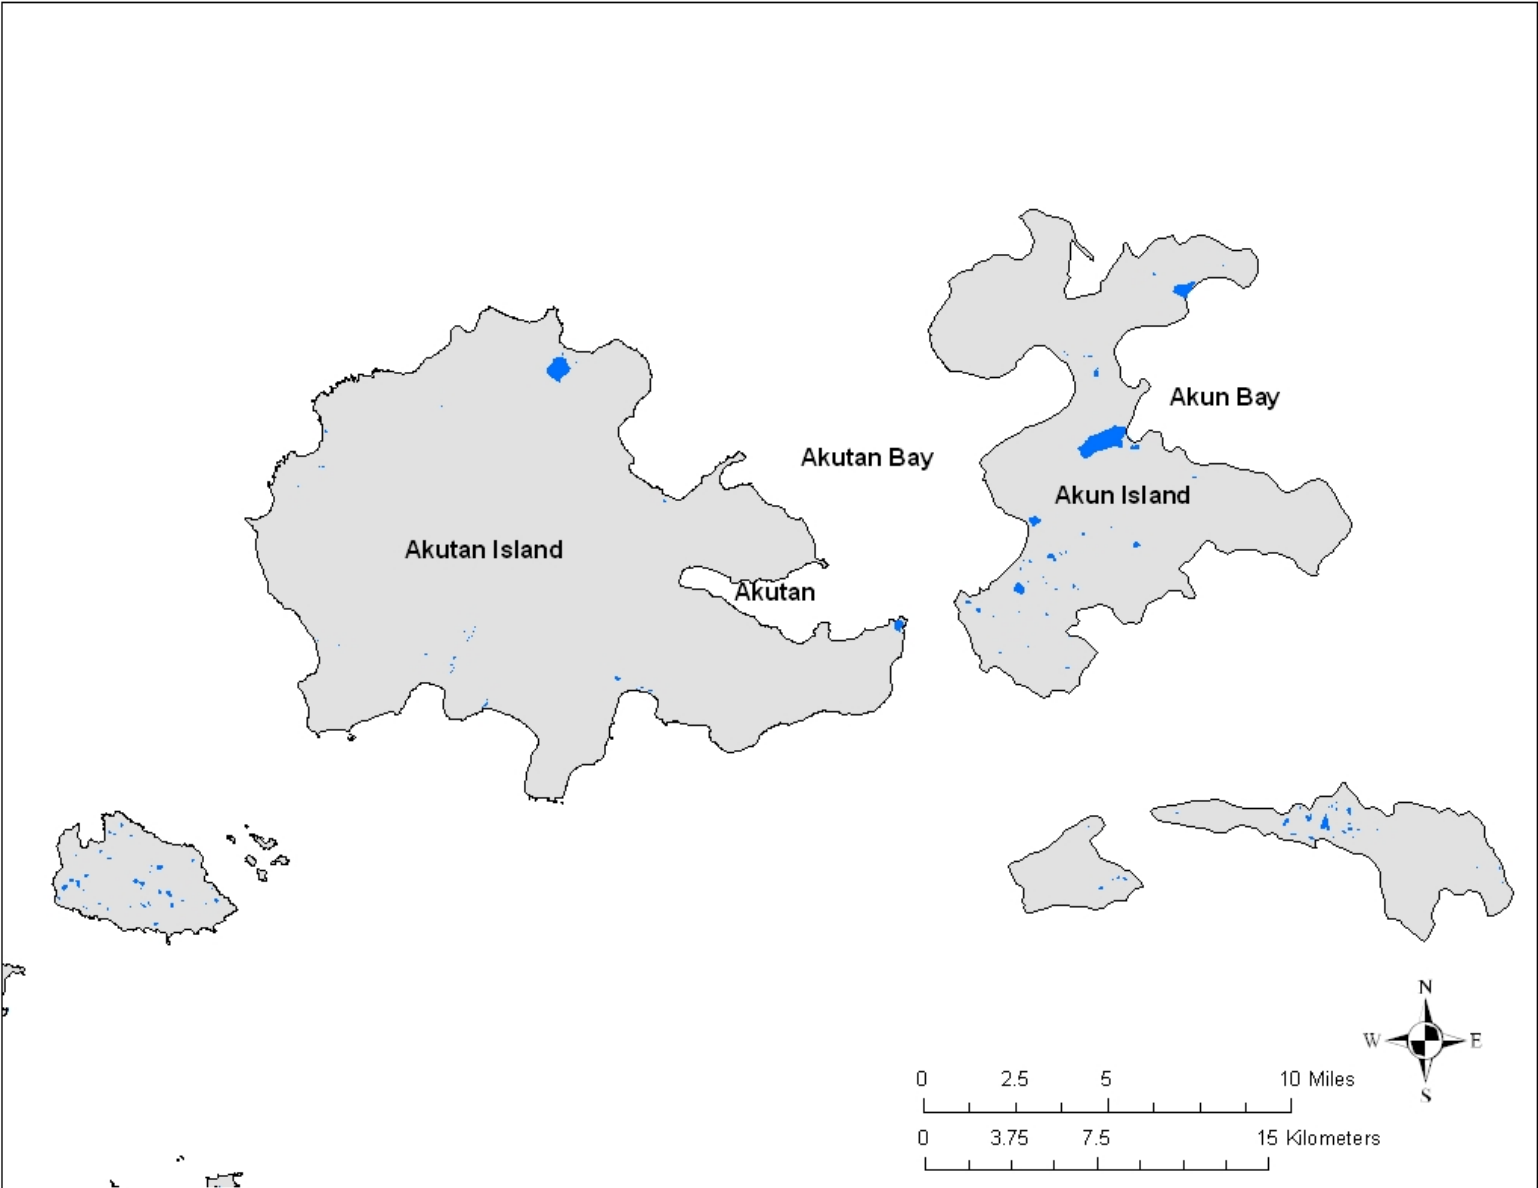 Akun Bay
Akutan Bay
Akun Island
Akutan Island
Akutan
N
W E
S
0 2.5 5 10 Miles
0 3.75 7.5 15 Kilometers